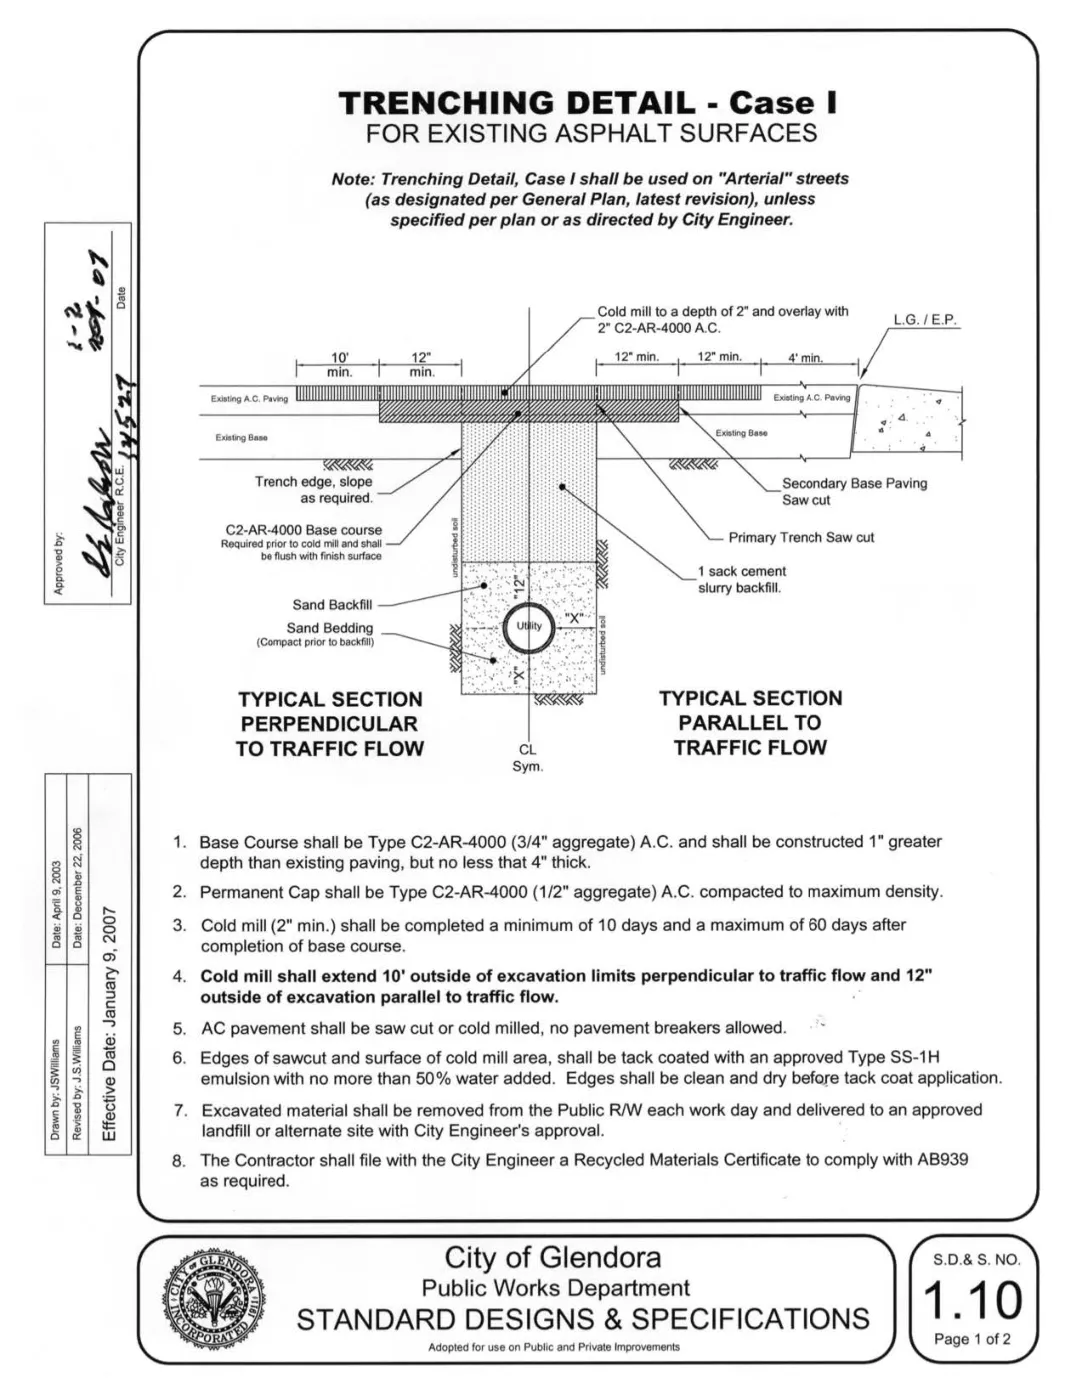 TRENCHING DETAIL - Case I
FOR EXISTING ASPHALT SURFACES
Note: Trenching Detail, Case I shall be used on "Arterial" streets
(as designated per General Plan, latest revision), unless
specified per plan or as directed by City Engineer.
Cold mill to a depth of 2" and overlay with
2" C2-AR-4000 A.C.
L.G. / E.P.
10'
min.
12"
min.
12" min.
12" min.
4' min.
Existing A.C. Paving
Existing A.C. Paving
Existing Base
Existing Base
Trench edge, slope
as required.
Secondary Base Paving
Saw cut
C2-AR-4000 Base course
Required prior to cold mill and shall
be flush with finish surface
Primary Trench Saw cut
undisturbed soil
1 sack cement
slurry backfill.
"12"
Sand Backfill
Sand Bedding
(Compact prior to backfill)
Utility
"X"
"X"
undisturbed soil
TYPICAL SECTION
PERPENDICULAR
TO TRAFFIC FLOW
TYPICAL SECTION
PARALLEL TO
TRAFFIC FLOW
CL
Sym.
1. Base Course shall be Type C2-AR-4000 (3/4" aggregate) A.C. and shall be constructed 1" greater
depth than existing paving, but no less that 4" thick.
2. Permanent Cap shall be Type C2-AR-4000 (1/2" aggregate) A.C. compacted to maximum density.
3. Cold mill (2" min.) shall be completed a minimum of 10 days and a maximum of 60 days after
completion of base course.
4. Cold mill shall extend 10' outside of excavation limits perpendicular to traffic flow and 12"
outside of excavation parallel to traffic flow.
5. AC pavement shall be saw cut or cold milled, no pavement breakers allowed.
6. Edges of sawcut and surface of cold mill area, shall be tack coated with an approved Type SS-1H
emulsion with no more than 50% water added. Edges shall be clean and dry before tack coat application.
7. Excavated material shall be removed from the Public R/W each work day and delivered to an approved
landfill or alternate site with City Engineer's approval.
8. The Contractor shall file with the City Engineer a Recycled Materials Certificate to comply with AB939
as required.
Approved by:
City Engineer R.C.E. 34527
Date
Drawn by: JSWilliams Date: April 9, 2003
Revised by: J.S.Williams Date: December 22, 2006
Effective Date: January 9, 2007
CITY OF GLENDORA
INCORPORATED 1911
City of Glendora
Public Works Department
STANDARD DESIGNS & SPECIFICATIONS
Adopted for use on Public and Private Improvements
S.D.& S. NO.
1.10
Page 1 of 2